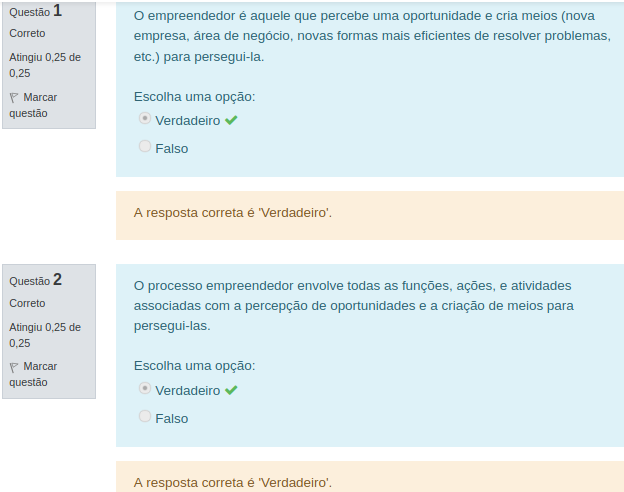 Questão 1
Correto
Atingiu 0,25 de
0,25
Marcar
questão
O empreendedor é aquele que percebe uma oportunidade e cria meios (nova
empresa, área de negócio, novas formas mais eficientes de resolver problemas,
etc.) para persegui-la.
Escolha uma opção:
Verdadeiro
Falso
A resposta correta é 'Verdadeiro'.
Questão 2
Correto
Atingiu 0,25 de
0,25
Marcar
questão
O processo empreendedor envolve todas as funções, ações, e atividades
associadas com a percepção de oportunidades e a criação de meios para
persegui-las.
Escolha uma opção:
Verdadeiro
Falso
A resposta correta é 'Verdadeiro'.